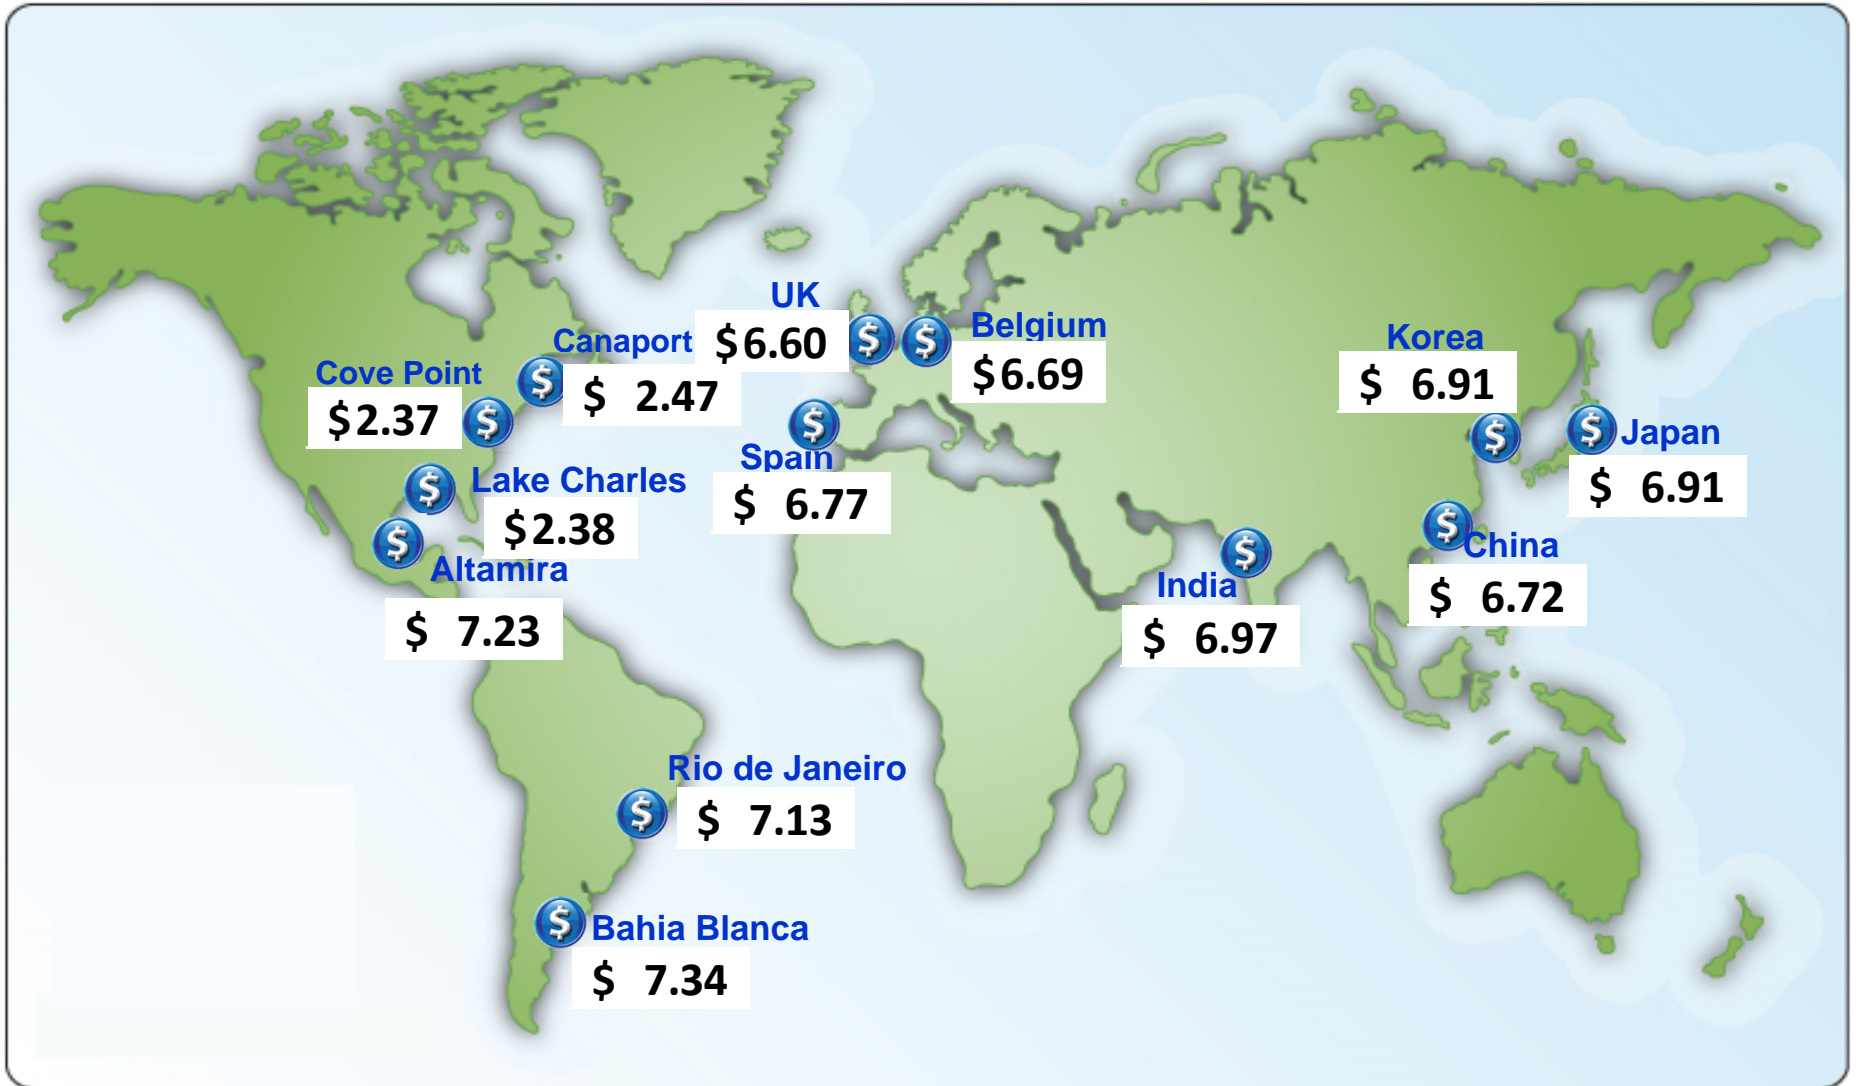 UK
$6.60
Belgium
$6.69
Canaport
$ 2.47
Korea
$ 6.91
Cove Point
$2.37
Japan
$ 6.91
Spain
$ 6.77
Lake Charles
$2.38
China
$ 6.72
Altamira
$ 7.23
India
$ 6.97
Rio de Janeiro
$ 7.13
Bahia Blanca
$ 7.34